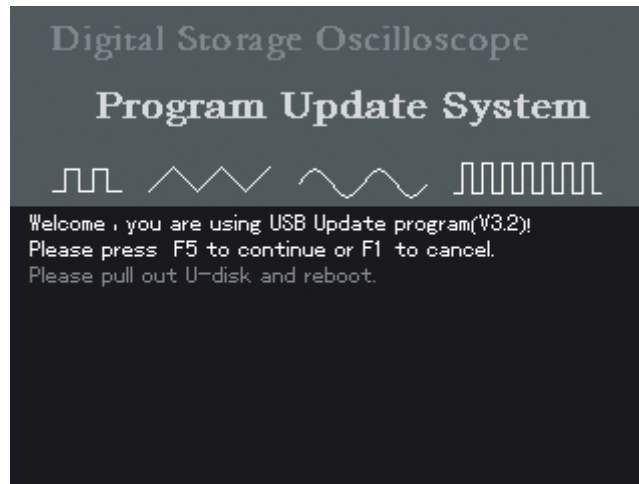 Digital Storage Oscilloscope
Program Update System
Welcome , you are using USB Update program(V3.2)!
Please press F5 to continue or F1 to cancel.
Please pull out U-disk and reboot.